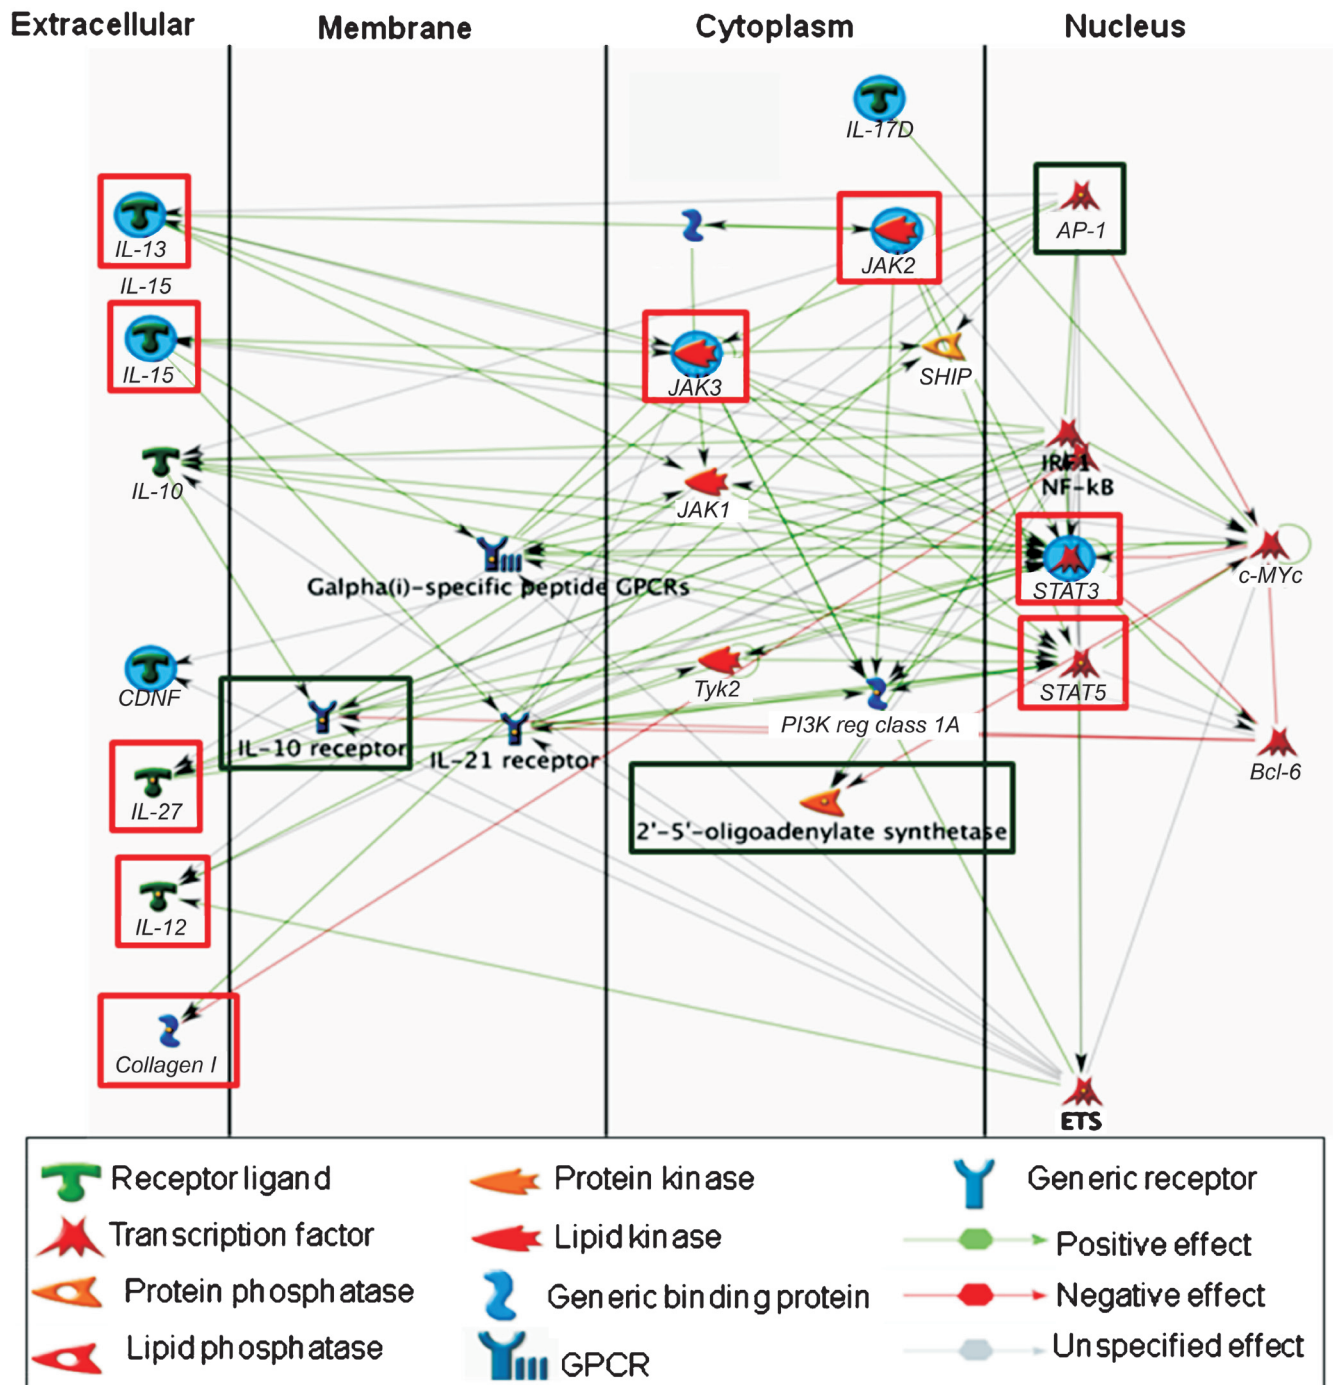 Extracellular Membrane Cytoplasm Nucleus
IL-17D
IL-13
JAK2
AP-1
IL-15
IL-15
JAK3
SHIP
IL-10
JAK1
IRF1
NF-kB
Galpha(i)-specific peptide GPCRs
STAT3
c-MYc
CDNF
Tyk2
STAT5
IL-10 receptor
IL-21 receptor
PI3K reg class 1A
Bcl-6
IL-27
2'-5'-oligoadenylate synthetase
IL-12
Collagen I
ETS
Receptor ligand Protein kinase Generic receptor
Transcription factor Lipid kinase Positive effect
Protein phosphatase Generic binding protein Negative effect
Lipid phosphatase GPCR Unspecified effect